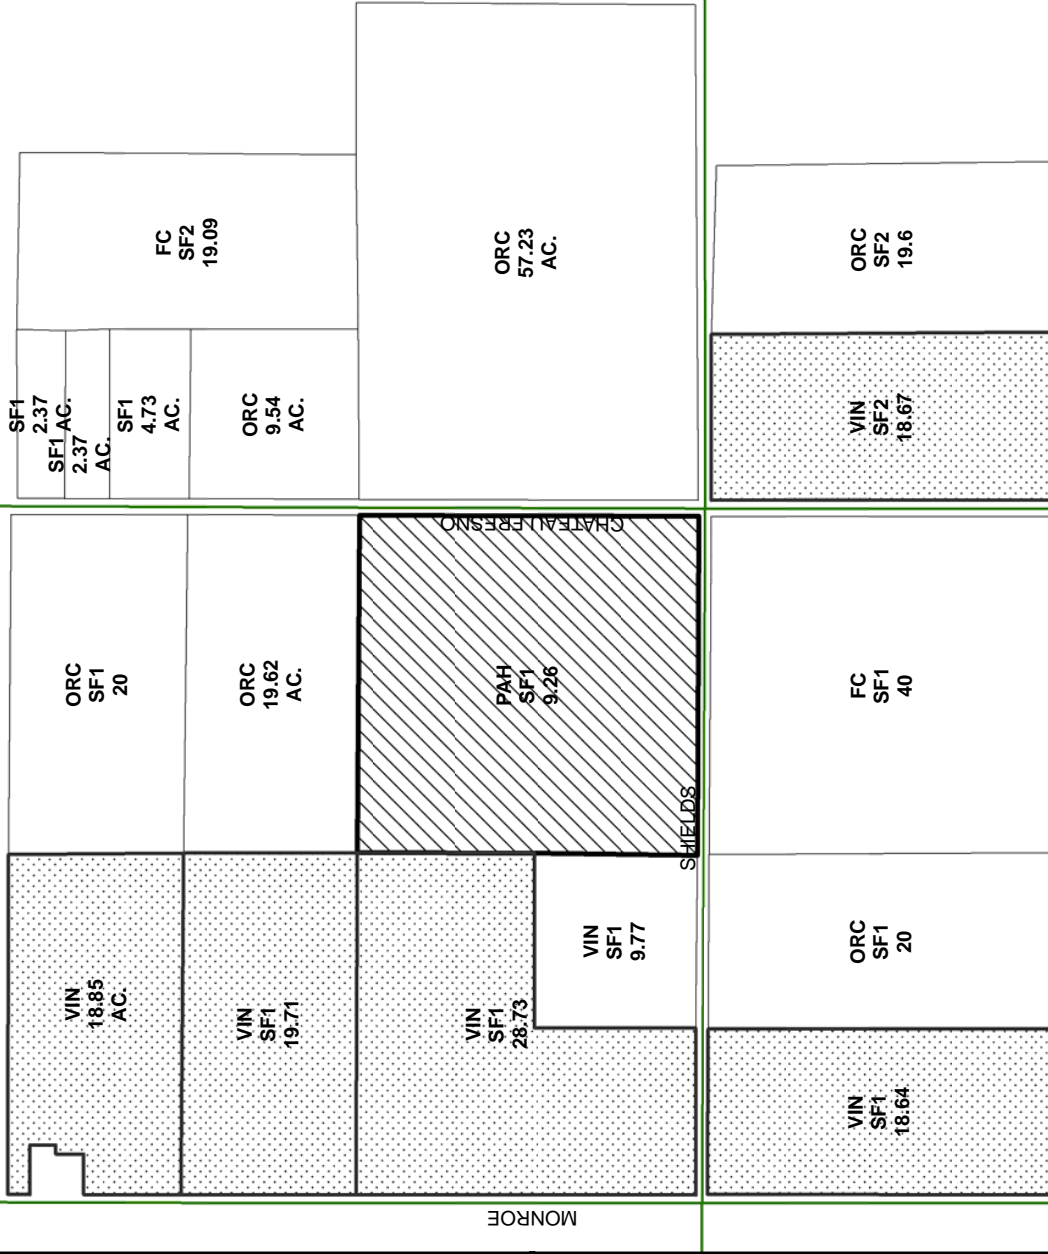 FC
SF2
19.09
ORC
57.23
AC.
ORC
SF2
19.6
SF1
2.37
AC.
SF1
2.37
AC.
SF1
4.73
AC.
ORC
9.54
AC.
VIN
SF2
18.67
CHATEAU FRESNO
ORC
SF1
20
ORC
19.62
AC.
PAH
SF1
9.26
FC
SF1
40
SHIELDS
VIN
18.85
AC.
VIN
SF1
19.71
VIN
SF1
28.73
VIN
SF1
9.77
ORC
SF1
20
VIN
SF1
18.64
MONROE